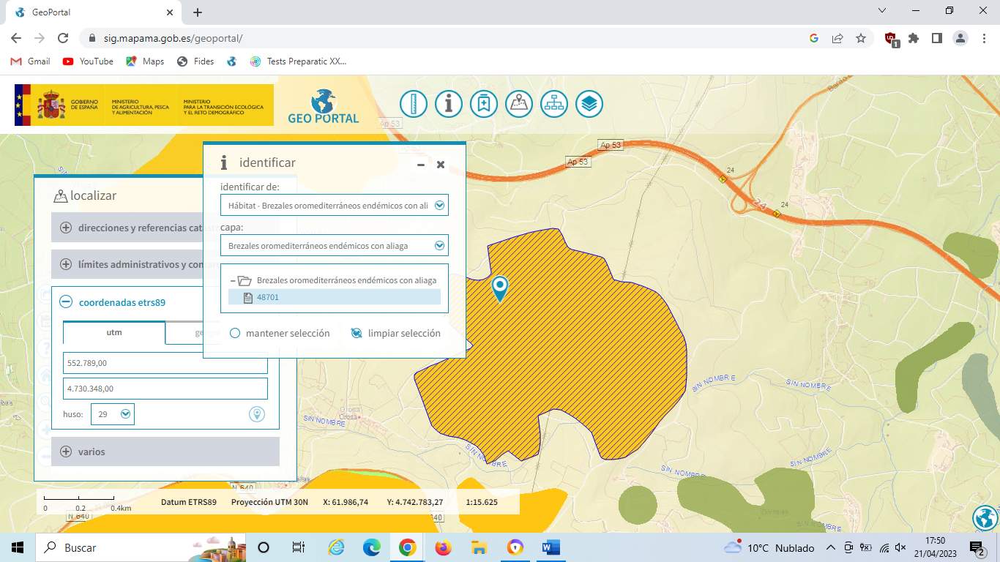 GeoPortal
sig.mapama.gob.es/geoportal/
1
Gmail
YouTube
Maps
Fides
Tests Preparatic XX...
GOBIERNO
DE ESPAÑA
MINISTERIO
DE AGRICULTURA, PESCA
Y ALIMENTACIÓN
MINISTERIO
PARA LA TRANSICIÓN ECOLÓGICA
Y EL RETO DEMOGRÁFICO
GEO PORTAL
Ap 53
Ap 53
Ap 53
24
24
24
identificar
identificar de:
Hábitat - Brezales oromediterráneos endémicos con ali
capa:
Brezales oromediterráneos endémicos con aliaga
Brezales oromediterráneos endémicos con aliaga
48701
mantener selección
limpiar selección
localizar
direcciones y referencias
límites administrativos y
coordenadas etrs89
utm
552.789,00
4.730.348,00
huso:
29
varios
Orosa
SIN NOMBRE
SIN NOMBRE
SIN NOMBRE
SIN NOMBRE
SIN NOMBRE
SIN NOMBRE
N 640
N 640
0
0.2
0.4km
Datum ETRS89
Proyección UTM 30N
X: 61.986,74
Y: 4.742.783,27
1:15.625
Buscar
10°C Nublado
17:50
21/04/2023
2